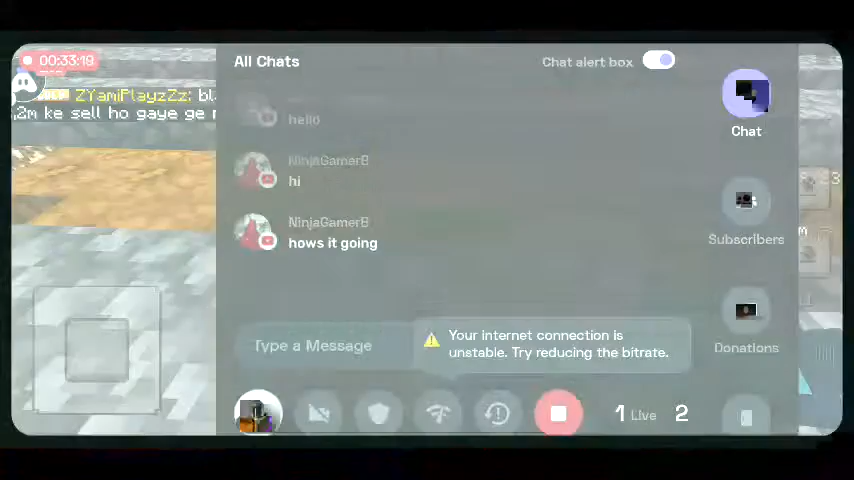 00:33:19
All Chats
Chat alert box
ZYamiPlayzZz: bl
.2m ke sell ho gaye ge
hello
NinjaGamerB
hi
NinjaGamerB
hows it going
Chat
Subscribers
Donations
Type a Message
Your internet connection is
unstable. Try reducing the bitrate.
1 Live 2